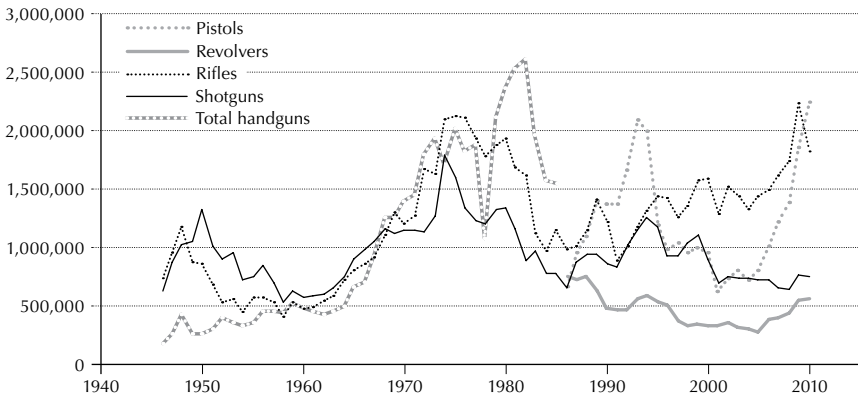 3,000,000
2,500,000
2,000,000
1,500,000
1,000,000
500,000
0
Pistols
Revolvers
Rifles
Shotguns
Total handguns
1940 1950 1960 1970 1980 1990 2000 2010